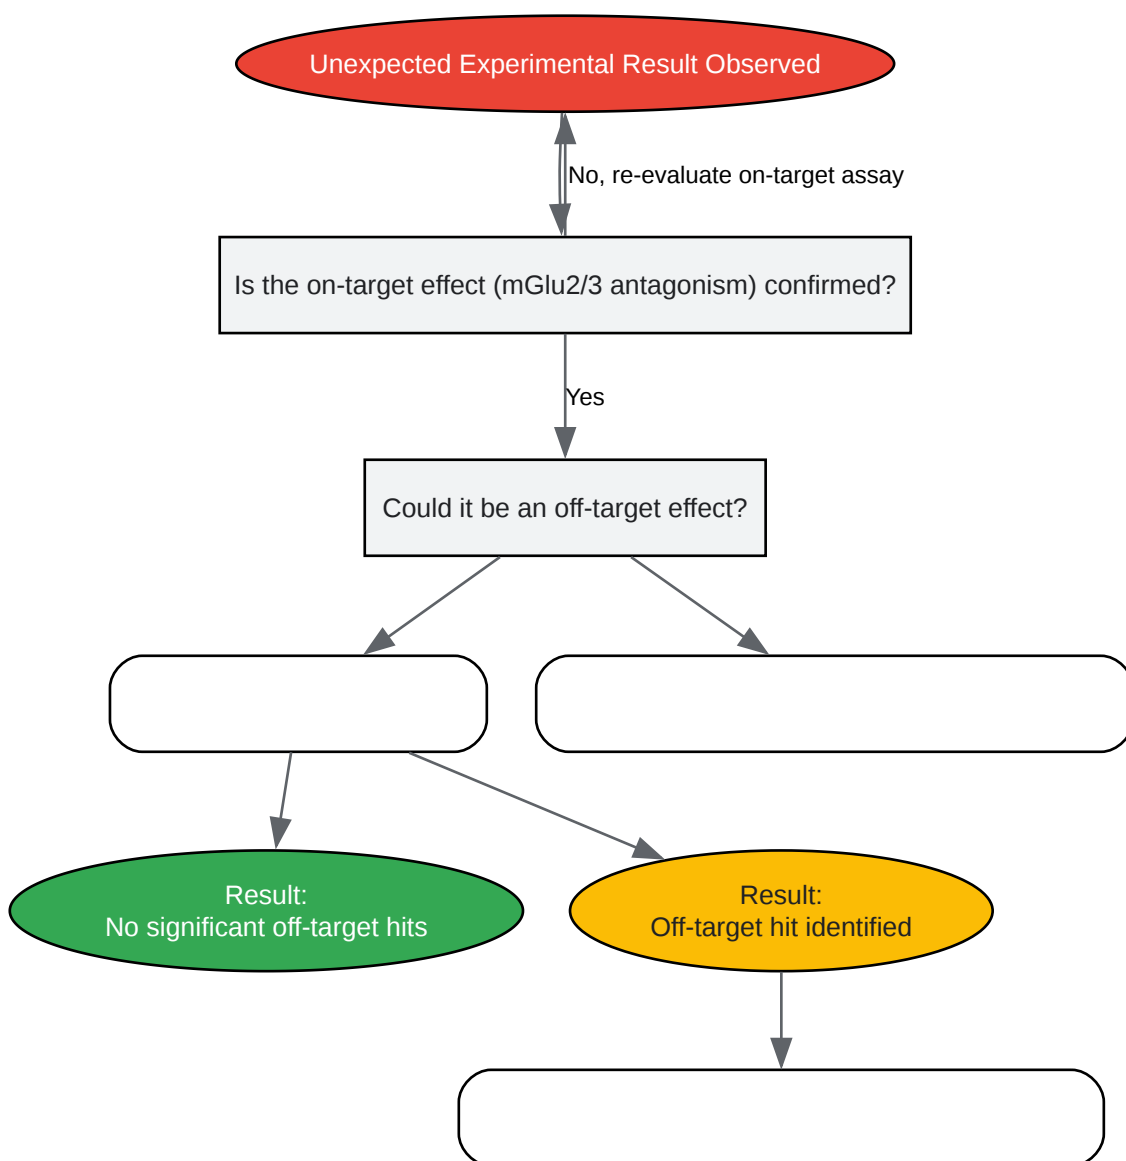 Unexpected Experimental Result Observed
No, re-evaluate on-target assay
Is the on-target effect (mGlu2/3 antagonism) confirmed?
Yes
Could it be an off-target effect?
Result:
No significant off-target hits
Result:
Off-target hit identified